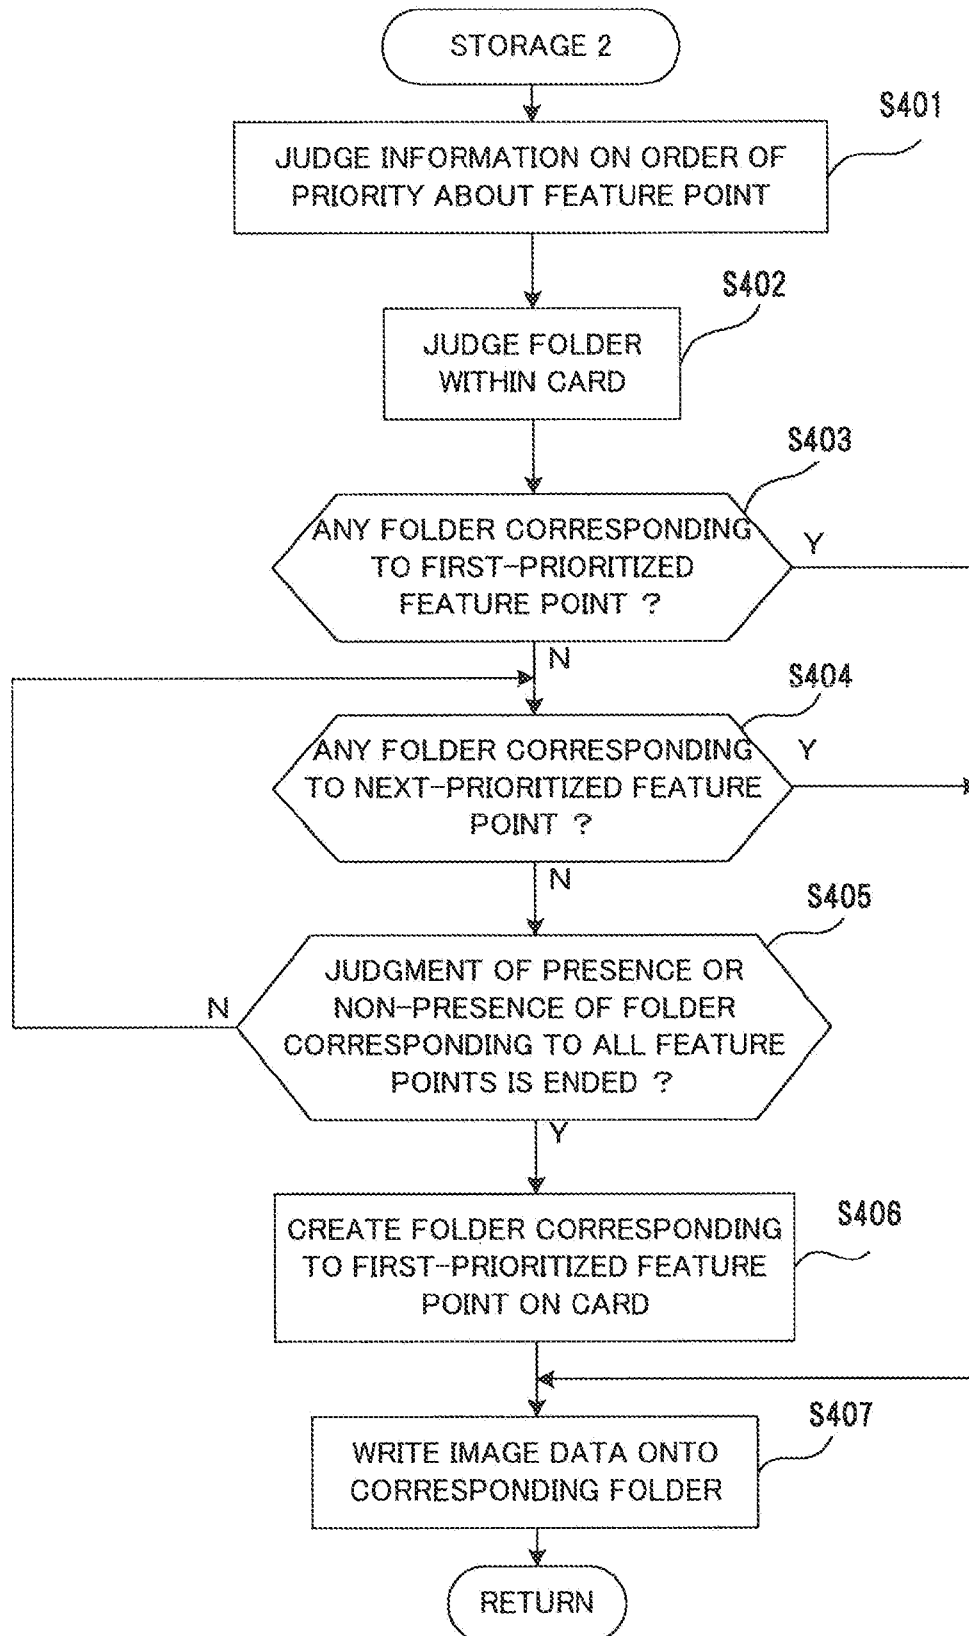 STORAGE 2
S401
JUDGE INFORMATION ON ORDER OF
PRIORITY ABOUT FEATURE POINT
S402
JUDGE FOLDER
WITHIN CARD
S403
ANY FOLDER CORRESPONDING
TO FIRST-PRIORITIZED
FEATURE POINT ?
Y
N
S404
ANY FOLDER CORRESPONDING
TO NEXT-PRIORITIZED FEATURE
POINT ?
Y
N
S405
JUDGMENT OF PRESENCE OR
NON-PRESENCE OF FOLDER
CORRESPONDING TO ALL FEATURE
POINTS IS ENDED ?
N
Y
S406
CREATE FOLDER CORRESPONDING
TO FIRST-PRIORITIZED FEATURE
POINT ON CARD
S407
WRITE IMAGE DATA ONTO
CORRESPONDING FOLDER
RETURN